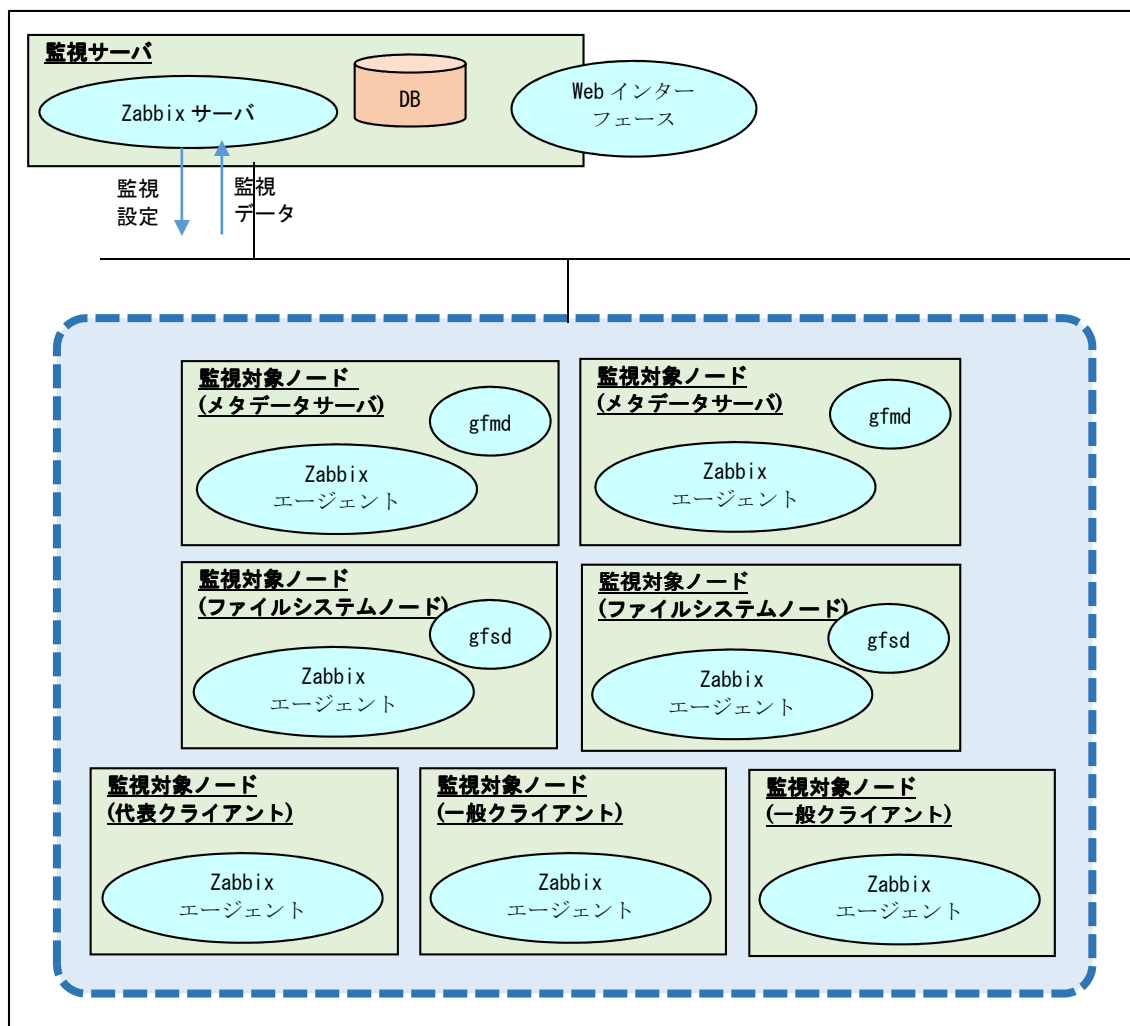 監視サーバ
Zabbix サーバ
DB
Web インター
フェース
監視
設定
監視
データ
監視対象ノード
(メタデータサーバ)
gfmd
Zabbix
エージェント
監視対象ノード
(メタデータサーバ)
gfmd
Zabbix
エージェント
監視対象ノード
(ファイルシステムノード)
gfsd
Zabbix
エージェント
監視対象ノード
(ファイルシステムノード)
gfsd
Zabbix
エージェント
監視対象ノード
(代表クライアント)
Zabbix
エージェント
監視対象ノード
(一般クライアント)
Zabbix
エージェント
監視対象ノード
(一般クライアント)
Zabbix
エージェント